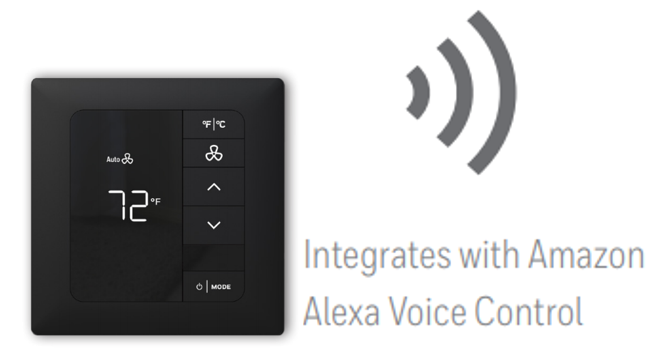 °F|°C
Auto
72°F
MODE
Integrates with Amazon
Alexa Voice Control